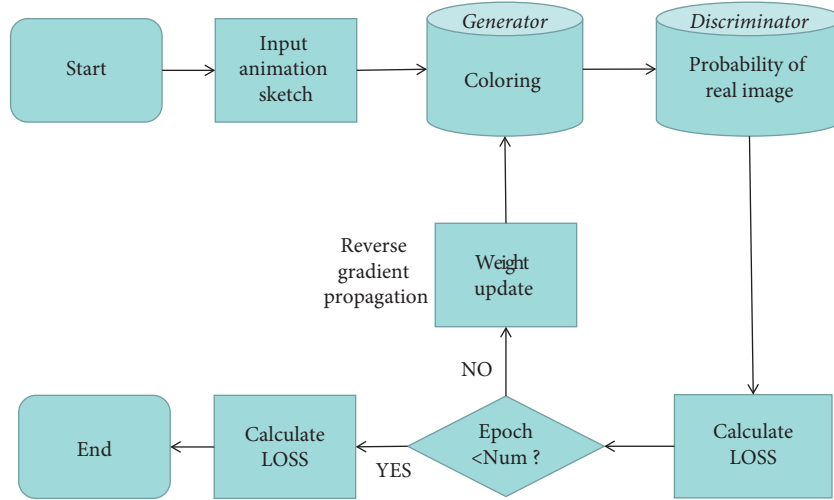 Start
Input
animation
sketch
Generator
Coloring
Discriminator
Probability of
real image
Reverse
gradient
propagation
Weight
update
NO
End
Calculate
LOSS
YES
Epoch
<Num ?
Calculate
LOSS